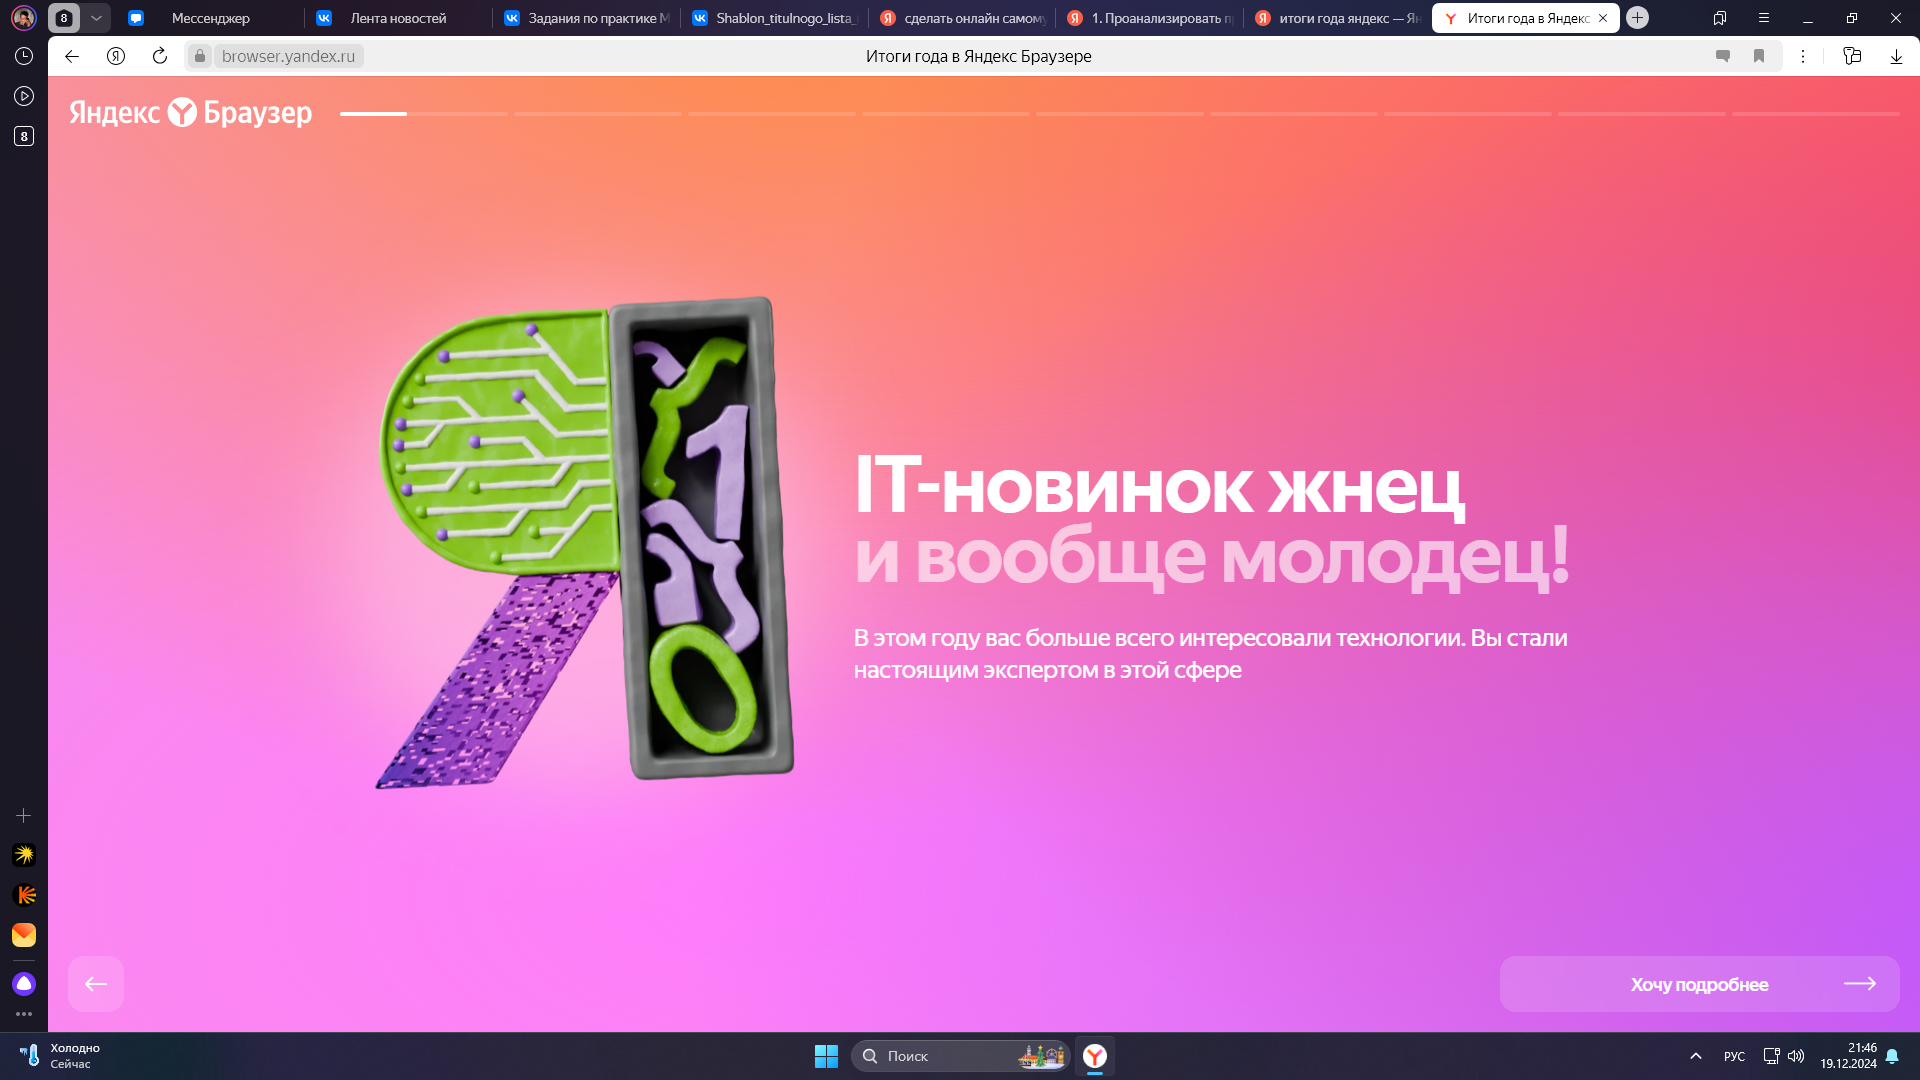 8
Мессенджер
Лента новостей
Задания по практике М
Shablon_titulnogo_lista_
сделать онлайн самому
1. Проанализировать п
итоги года яндекс — Ян
Итоги года в Яндекс
browser.yandex.ru
Итоги года в Яндекс Браузере
8
Яндекс Браузер
IT-новинок жнец
и вообще молодец!
В этом году вас больше всего интересовали технологии. Вы стали
настоящим экспертом в этой сфере
1
0
Хочу подробнее
Холодно
Сейчас
Поиск
РУС
21:46
19.12.2024